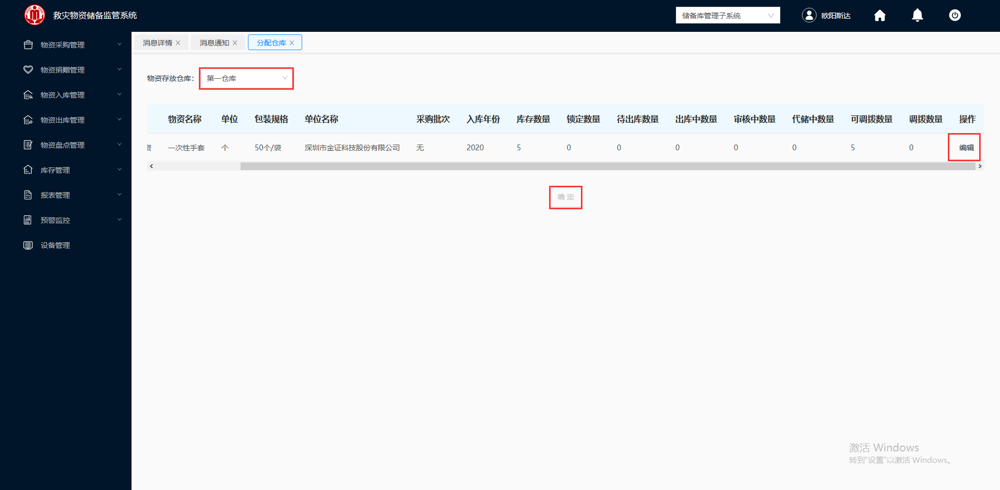 救灾物资储备监管系统
储备库管理子系统
欧阳斯达
物资采购管理
物资捐赠管理
物资入库管理
物资出库管理
物资盘点管理
库存管理
报表管理
预警监控
设备管理
消息详情
消息通知
分配仓库
物资存放仓库：
第一仓库
物资名称 单位 包装规格 单位名称 采购批次 入库年份 库存数量 锁定数量 待出库数量 出库中数量 审核中数量 代储中数量 可调拨数量 调拨数量 操作
资 一次性手套 个 50个/袋 深圳市金证科技股份有限公司 无 2020 5 0 0 0 0 0 5 0 编辑
确 定
激活 Windows
转到“设置”以激活 Windows。